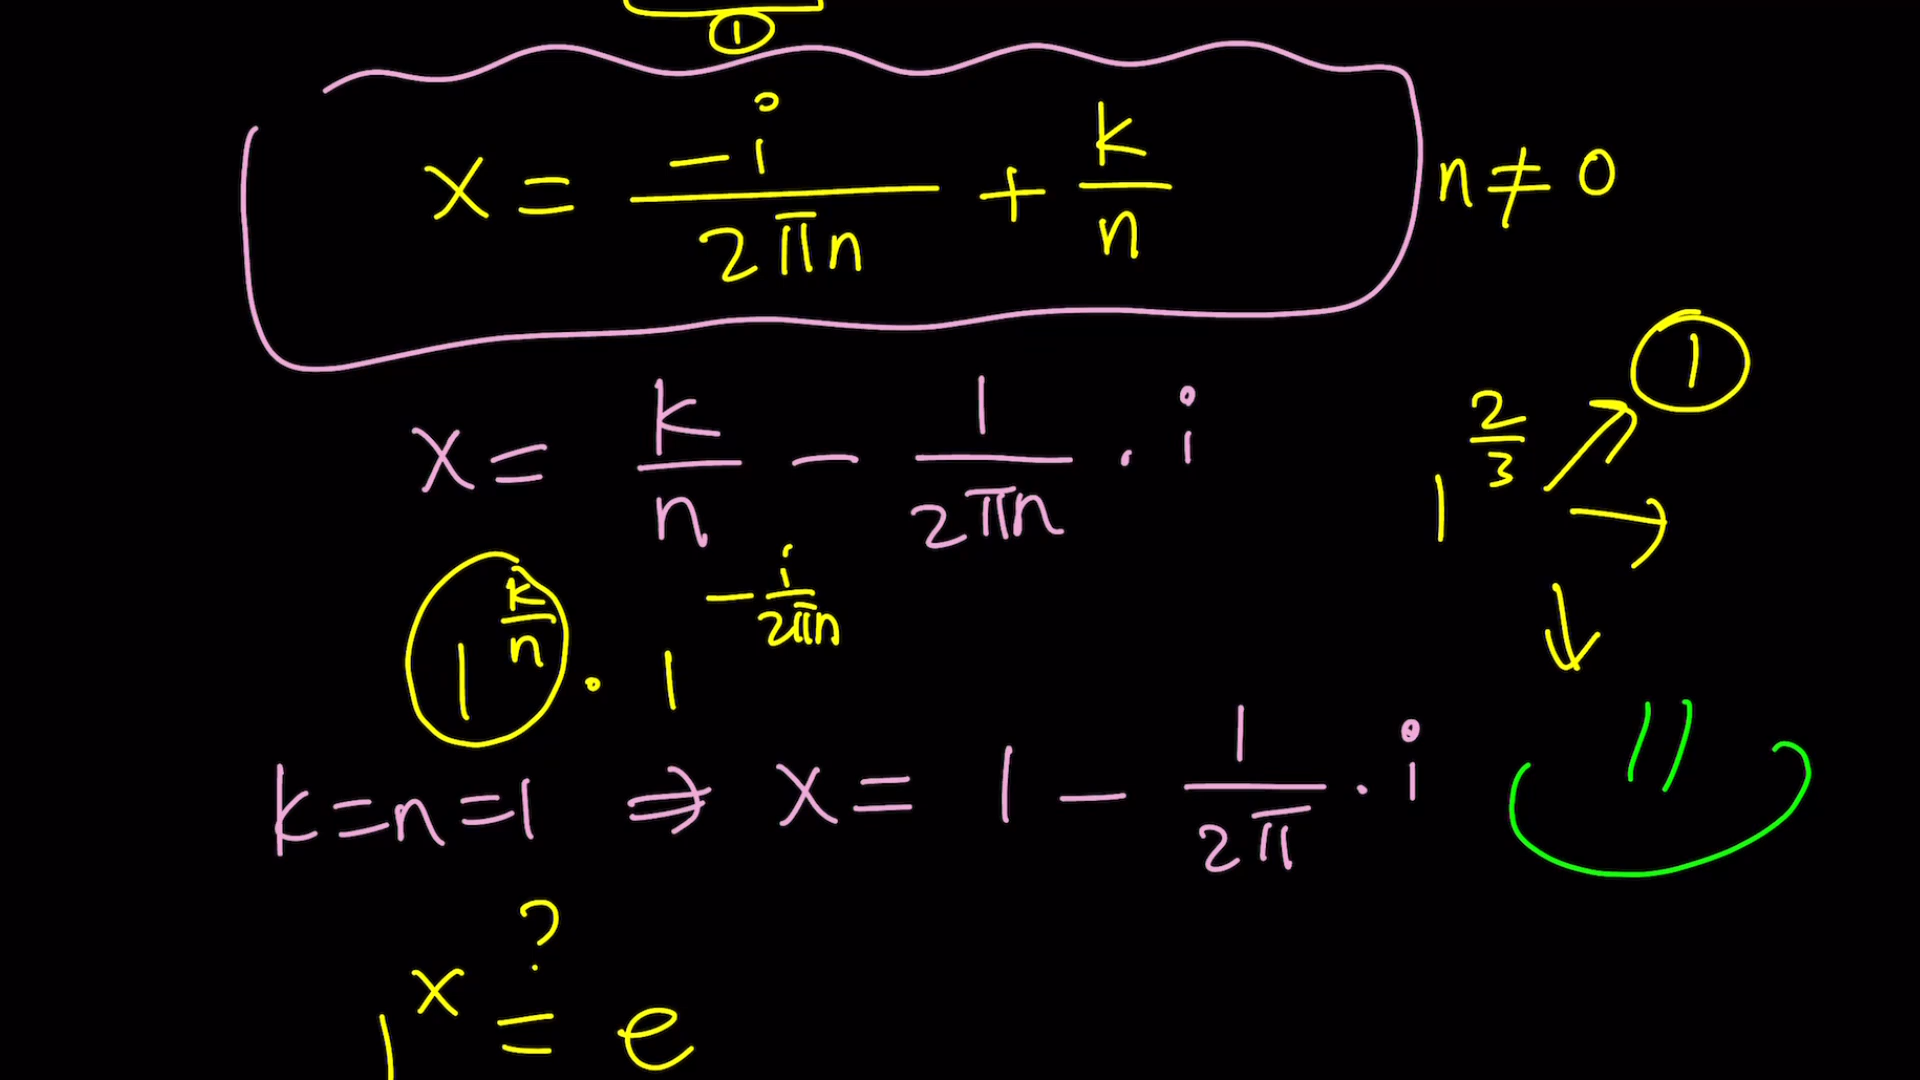 ①
x = -i/(2πn) + k/n n ≠ 0
x = k/n - 1/(2πn) · i
1^(2/3) ↗ ① → ↓
1^(k/n) · 1^(-i/(2πn))
k=n=1 ⇒ x = 1 - 1/(2π) · i
1^x ≟ e